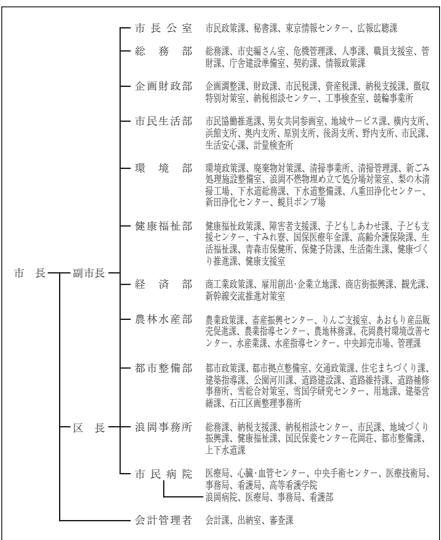 市長公室 市民政策課、秘書課、東京情報センター、広報広聴課
総務部 総務課、市史編さん室、危機管理課、人事課、職員支援室、管
財課、庁舎建設準備室、契約課、情報政策課
企画財政部 企画調整課、財政課、市民税課、資産税課、納税支援課、徴収
特別対策室、納税相談センター、工事検査室、競輪事業所
市民生活部 市民協働推進課、男女共同参画室、地域サービス課、横内支所、
浜館支所、奥内支所、原別支所、後潟支所、野内支所、市民課、
生活安心課、計量検査所
環境部 環境政策課、廃棄物対策課、清掃事業所、清掃管理課、新ごみ
処理施設整備室、浪岡不燃物埋め立て処分場対策室、梨の木清
掃工場、下水道総務課、下水道整備課、八重田浄化センター、
新田浄化センター、蜆貝ポンプ場
健康福祉部 健康福祉政策課、障害者支援課、子どもしあわせ課、子ども支
援センター、すみれ寮、国保医療年金課、高齢介護保険課、生
活福祉課、青森市保健所、保健予防課、生活衛生課、健康づく
り推進課、健康支援室
市長 副市長
経済部 商工業政策課、雇用創出・企業立地課、商店街振興課、観光課、
新幹線交流推進対策室
農林水産部 農業政策課、畜産振興センター、りんご支援室、あおもり産品販
売促進課、農業指導センター、農地林務課、花岡農村環境改善セ
ンター、水産業課、水産指導センター、中央卸売市場、管理課
都市整備部 都市政策課、都市拠点整備室、交通政策課、住宅まちづくり課、
建築指導課、公園河川課、道路建設課、道路維持課、道路補修
事務所、雪総合対策室、雪国学研究センター、用地課、建築営
繕課、石江区画整理事務所
区長 浪岡事務所 総務課、納税支援課、納税相談センター、市民課、地域づくり
振興課、健康福祉課、国民保養センター花岡荘、都市整備課、
上下水道課
市民病院 医療局、心臓・血管センター、中央手術センター、医療技術局、
事務局、看護局、高等看護学院
浪岡病院、医療局、事務局、看護部
会計管理者 会計課、出納室、審査課